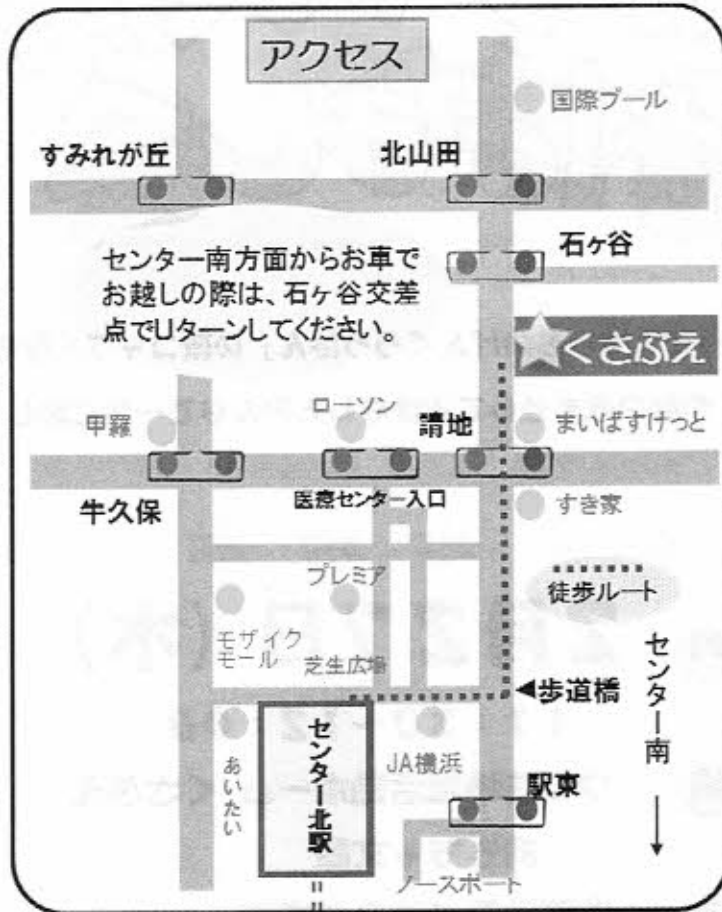 アクセス
国際プール
すみれが丘
北山田
石ヶ谷
センター南方面からお車で
お越しの際は、石ヶ谷交差
点でUターンしてください。
くさぶえ
甲羅
ローソン
請地
まいばすけっと
牛久保
医療センター入口
すき家
プレミア
徒歩ルート
モザイク
モール
芝生広場
センター南
歩道橋
センター北駅
あいたい
JA横浜
駅東
ノースポート